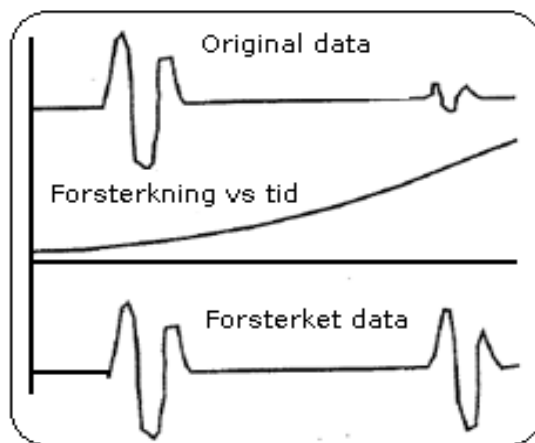 Original data
Forsterkning vs tid
Forsterket data